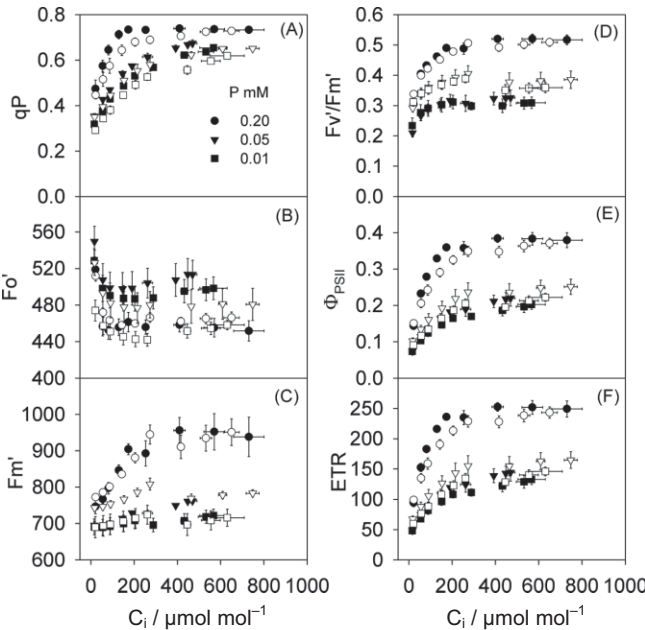 0.8
(A)
0.6
qP
P mM
0.4
0.20
0.05
0.2
0.01
0.0
(B)
560
520
Fo'
480
440
400
(C)
1000
900
Fm'
800
700
600
0 200 400 600 800
C i / μmol mol⁻¹
(D)
0.6
0.5
0.4
Fv'/Fm'
0.3
0.2
0.1
0.0
(E)
0.4
0.3
Φ PSII
0.2
0.1
0.0
(F)
250
200
ETR
150
100
50
0
0 200 400 600 800 1000
C i / μmol mol⁻¹